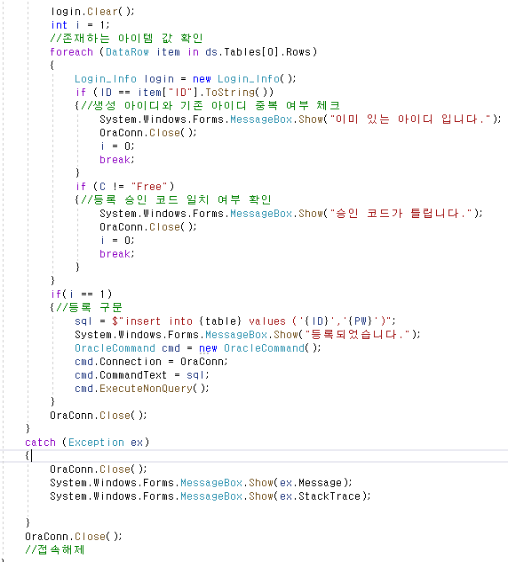 login.Clear();
int i = 1;
//존재하는 아이템 값 확인
foreach (DataRow item in ds.Tables[0].Rows)
{
Login_Info login = new Login_Info();
if (ID == item["ID"].ToString())
{//생성 아이디와 기존 아이디 중복 여부 체크
System.Windows.Forms.MessageBox.Show("이미 있는 아이디 입니다.");
OraConn.Close();
i = 0;
break;
}
if (C != "Free")
{//등록 승인 코드 일치 여부 확인
System.Windows.Forms.MessageBox.Show("승인 코드가 틀립니다.");
OraConn.Close();
i = 0;
break;
}
}
if(i == 1)
{//등록 구문
sql = $"insert into {table} values ('{ID}','{PW}')";
System.Windows.Forms.MessageBox.Show("등록되었습니다.");
OracleCommand cmd = new OracleCommand();
cmd.Connection = OraConn;
cmd.CommandText = sql;
cmd.ExecuteNonQuery();
}
OraConn.Close();
}
catch (Exception ex)
{
OraConn.Close();
System.Windows.Forms.MessageBox.Show(ex.Message);
System.Windows.Forms.MessageBox.Show(ex.StackTrace);
}
OraConn.Close();
//접속해제